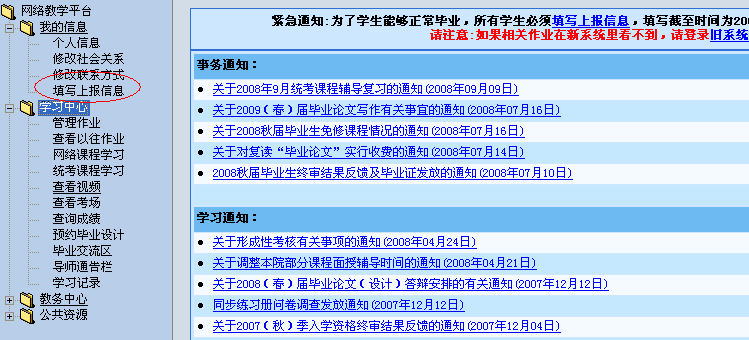 网络教学平台
我的信息
个人信息
修改社会关系
修改联系方式
填写上报信息
学习中心
管理作业
查看以往作业
网络课程学习
统考课程学习
查看视频
查看考场
查询成绩
预约毕业设计
毕业交流区
导师通告栏
学习记录
教务中心
公共资源
紧急通知:为了学生能够正常毕业,所有学生必须填写上报信息,填写截至时间为200
请注意:如果相关作业在新系统里看不到,请登录旧系统
事务通知:
关于2008年9月统考课程辅导复习的通知(2008年09月09日)
关于2009(春)届毕业论文写作有关事宜的通知(2008年07月16日)
关于2008秋届毕业生免修课程情况的通知(2008年07月16日)
关于对复读“毕业论文”实行收费的通知(2008年07月14日)
2008秋届毕业生终审结果反馈及毕业证发放的通知(2008年07月10日)
学习通知:
关于形成性考核有关事项的通知(2008年04月24日)
关于调整本院部分课程面授辅导时间的通知(2008年04月21日)
关于2008(春)届毕业论文(设计)答辩安排的有关通知(2007年12月12日)
同步练习册问卷调查发放通知(2007年12月12日)
关于2007(秋)季入学资格终审结果反馈的通知(2007年12月04日)